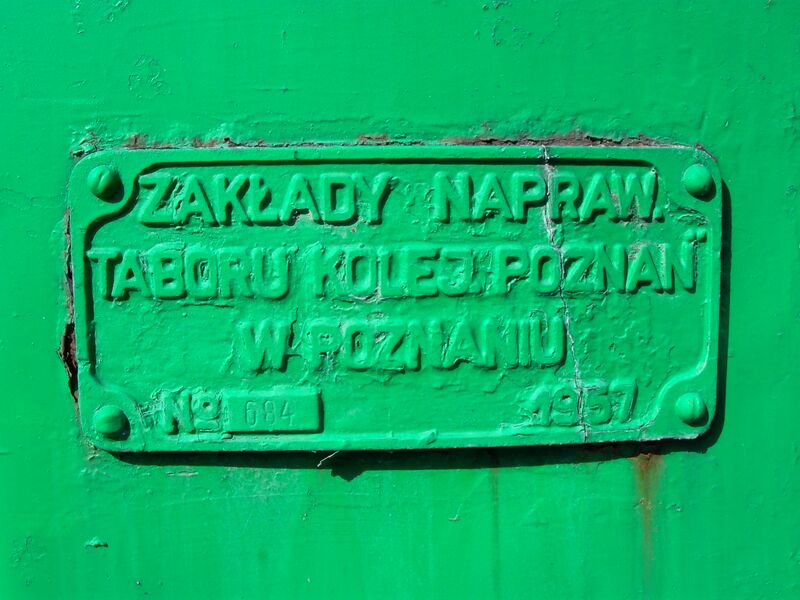 ZAKŁADY NAPRAW.
TABORU KOLEJ. POZNAŃ"
W POZNANIU
Nº 684 1957